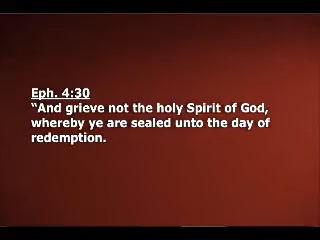 Eph. 4:30
“And grieve not the holy Spirit of God,
whereby ye are sealed unto the day of
redemption.